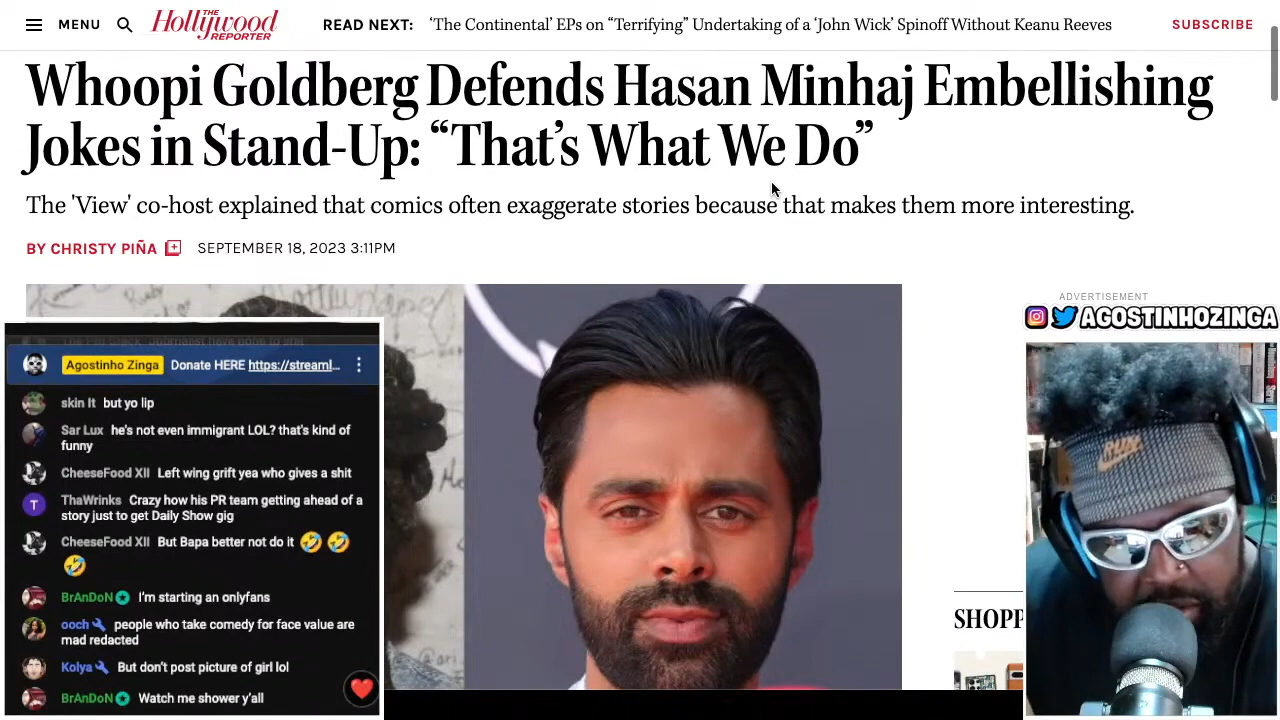 MENU
THE
Hollywood
REPORTER
READ NEXT: ‘The Continental’ EPs on “Terrifying” Undertaking of a ‘John Wick’ Spinoff Without Keanu Reeves
SUBSCRIBE
Whoopi Goldberg Defends Hasan Minhaj Embellishing
Jokes in Stand-Up: “That’s What We Do”
The 'View' co-host explained that comics often exaggerate stories because that makes them more interesting.
BY CHRISTY PIÑA
SEPTEMBER 18, 2023 3:11PM
ADVERTISEMENT
AGOSTINHOZINGA
Agostinho Zinga Donate HERE https://streaml...
skin It but yo lip
Sar Lux he's not even immigrant LOL? that's kind of
funny
CheeseFood XII Left wing grift yea who gives a shit
T
ThaWrinks Crazy how his PR team getting ahead of a
story just to get Daily Show gig
CheeseFood XII But Bapa better not do it 🤣 🤣
🤣
BrAnDoN I'm starting an onlyfans
ooch people who take comedy for face value are
mad redacted
Kolya But don't post picture of girl lol
BrAnDoN Watch me shower y'all
SHOPP
RUN